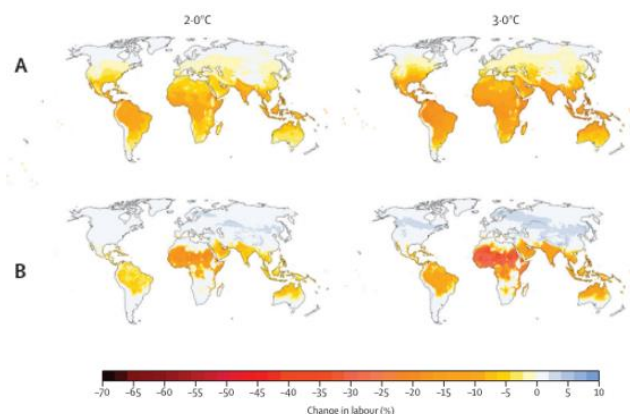 2·0°C 3·0°C
A
B
–70 –65 –60 –55 –50 –45 –40 –35 –30 –25 –20 –15 –10 –5 0 5 10
Change in labour (%)